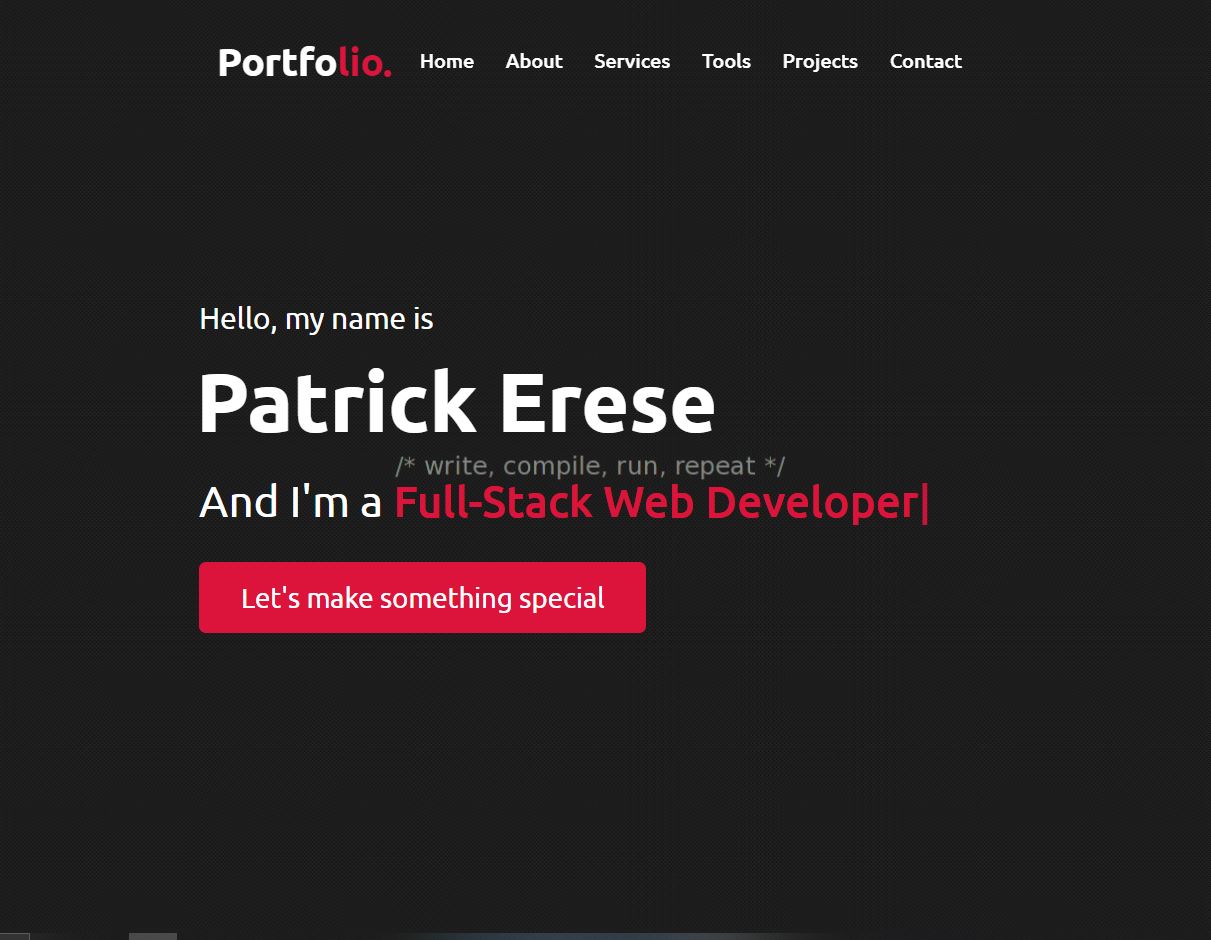 Portfolio. Home About Services Tools Projects Contact
Hello, my name is
Patrick Erese
/* write, compile, run, repeat */
And I'm a Full-Stack Web Developer|
Let's make something special